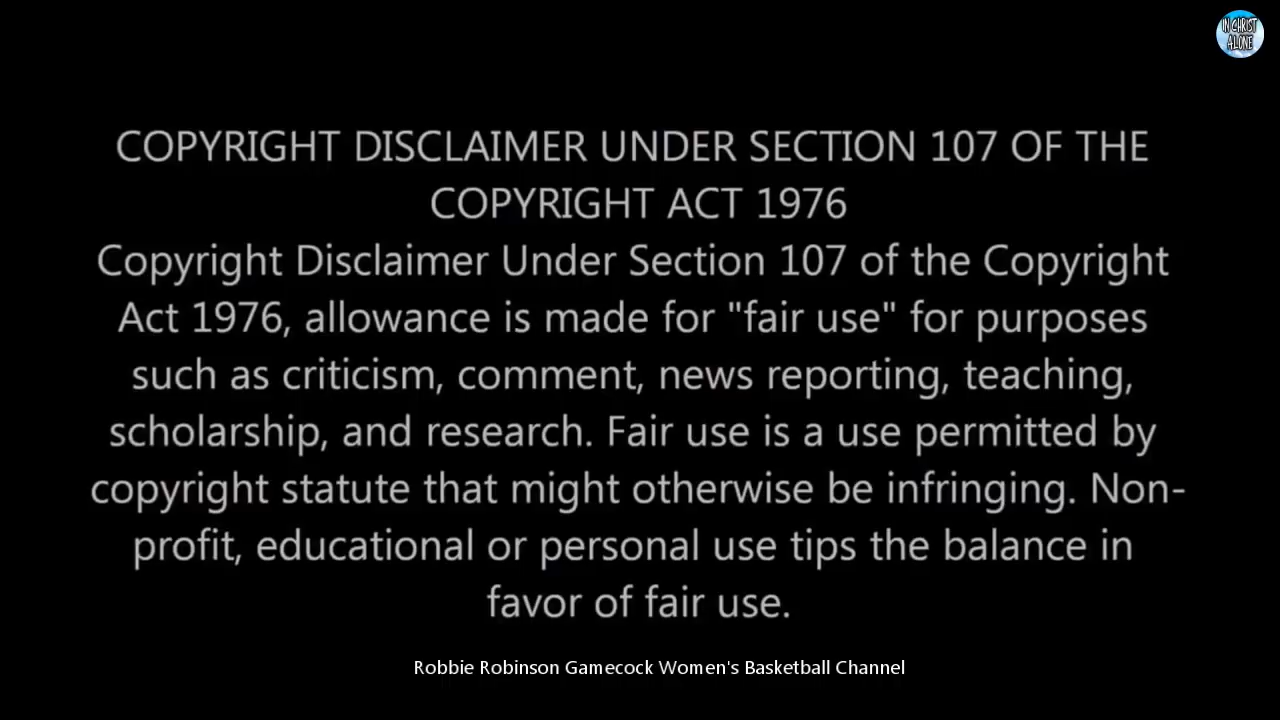 IN CHRIST
ALONE
COPYRIGHT DISCLAIMER UNDER SECTION 107 OF THE
COPYRIGHT ACT 1976
Copyright Disclaimer Under Section 107 of the Copyright
Act 1976, allowance is made for "fair use" for purposes
such as criticism, comment, news reporting, teaching,
scholarship, and research. Fair use is a use permitted by
copyright statute that might otherwise be infringing. Non-
profit, educational or personal use tips the balance in
favor of fair use.
Robbie Robinson Gamecock Women's Basketball Channel